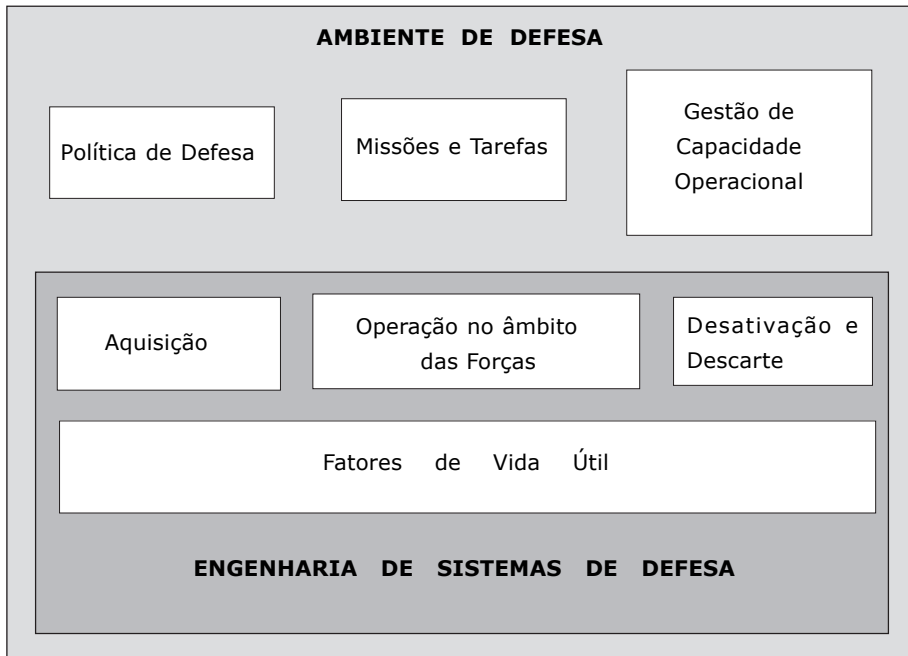 AMBIENTE DE DEFESA
Política de Defesa
Missões e Tarefas
Gestão de
Capacidade
Operacional
Aquisição
Operação no âmbito
das Forças
Desativação e
Descarte
Fatores de Vida Útil
ENGENHARIA DE SISTEMAS DE DEFESA